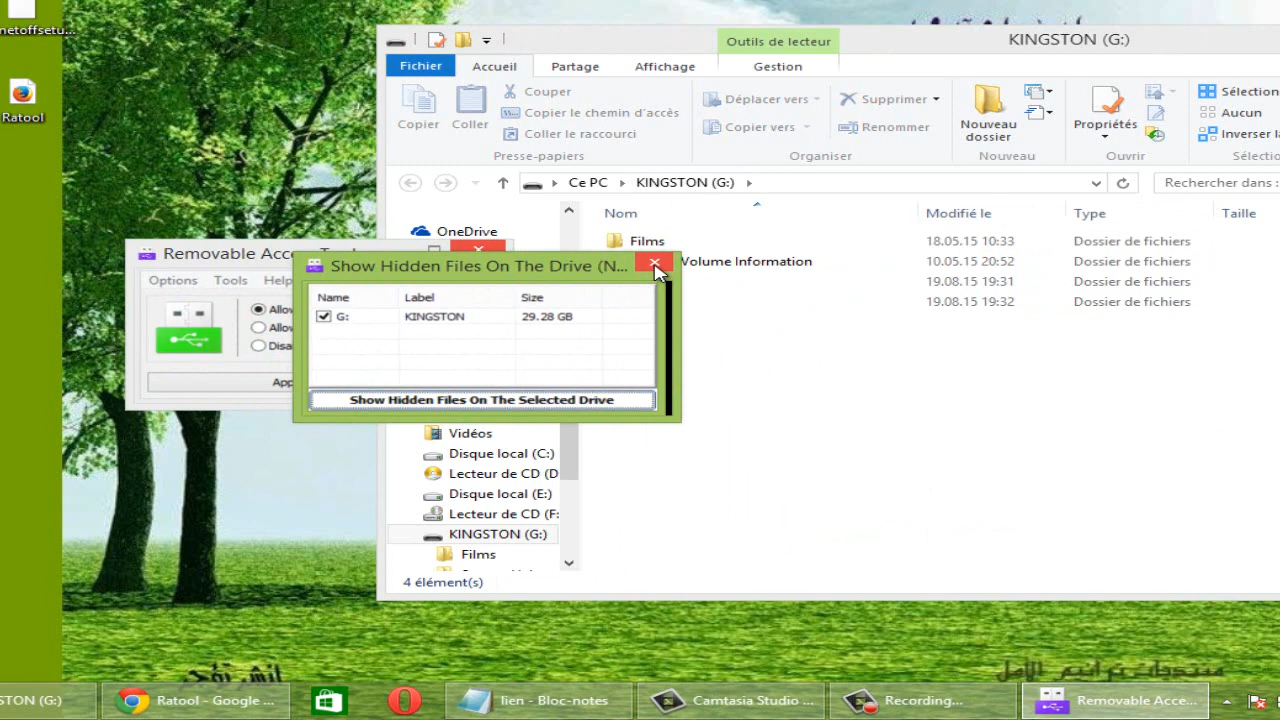 netoffsetu...
Ratool
KINGSTON (G:)
Outils de lecteur
Fichier
Accueil
Partage
Affichage
Gestion
Copier
Coller
Couper
Copier le chemin d'accès
Coller le raccourci
Presse-papiers
Déplacer vers
Copier vers
Supprimer
Renommer
Organiser
Nouveau
dossier
Nouveau
Propriétés
Ouvrir
Sélection
Aucun
Inverser
Ce PC
KINGSTON (G:)
Rechercher dans :
Nom
Modifié le
Type
Taille
Films
18.05.15 10:33
Dossier de fichiers
Volume Information
10.05.15 20:52
Dossier de fichiers
19.08.15 19:31
Dossier de fichiers
19.08.15 19:32
Dossier de fichiers
OneDrive
Removable
Options
Tools
Help
Show Hidden Files On The Drive (N...
Name
Label
Size
G:
KINGSTON
29.28 GB
Show Hidden Files On The Selected Drive
Vidéos
Disque local (C:)
Lecteur de CD (D
Disque local (E:)
Lecteur de CD (F:
KINGSTON (G:)
Films
4 élément(s)
STON (G:)
Ratool - Google ...
lien - Bloc-notes
Camtasia Studio ...
Recording...
Removable Acce...